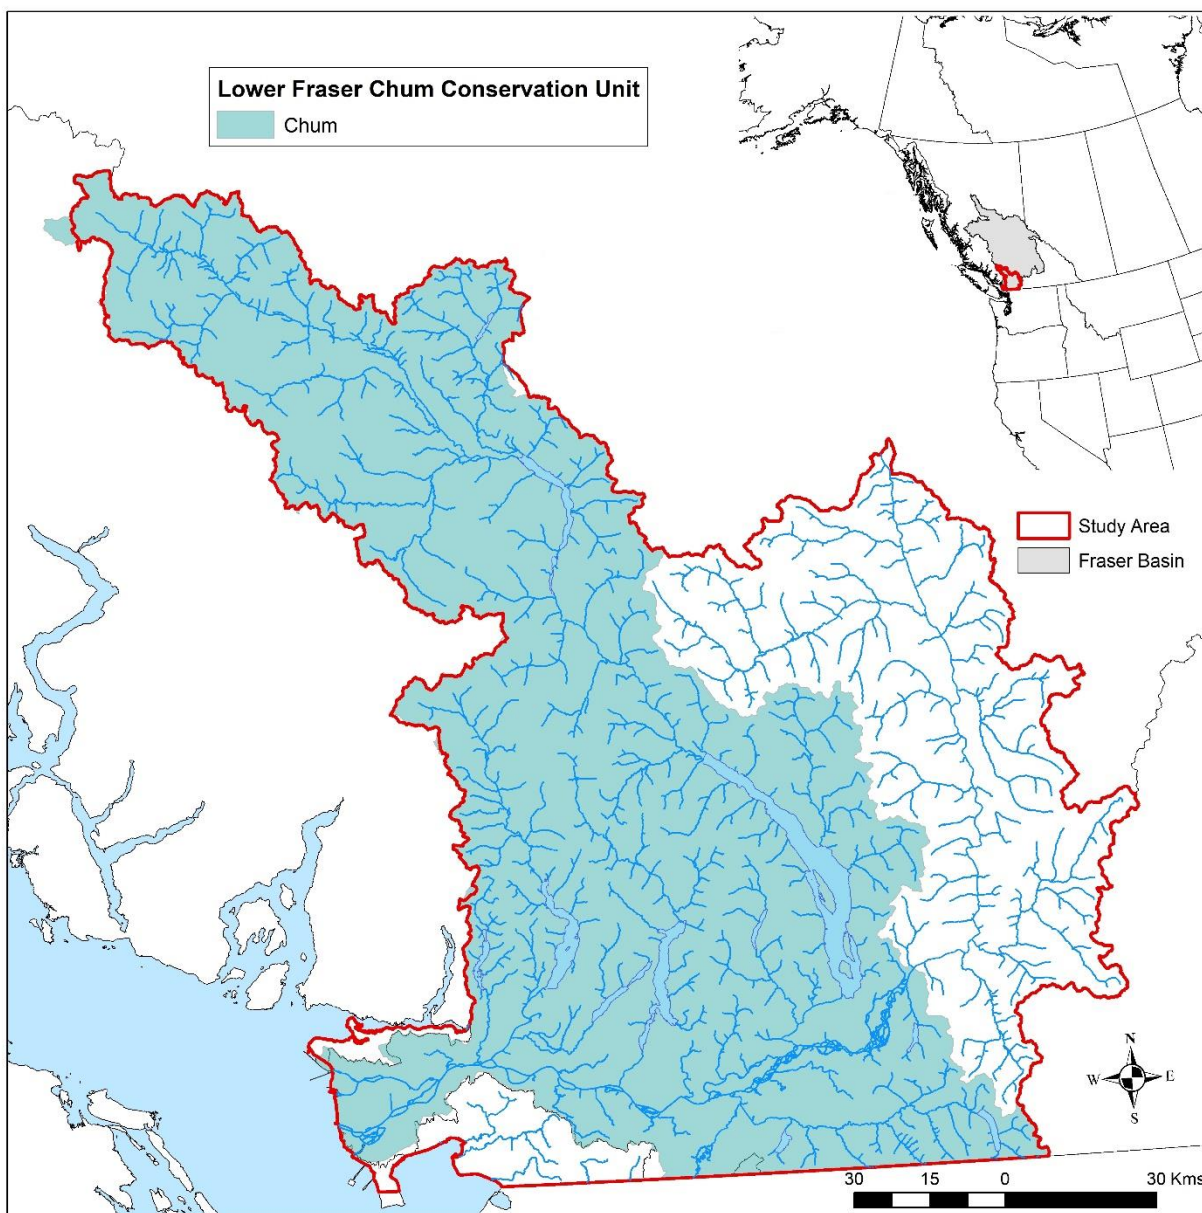 Lower Fraser Chum Conservation Unit
Chum
Study Area
Fraser Basin
N
W E
S
30 15 0 30 Kms